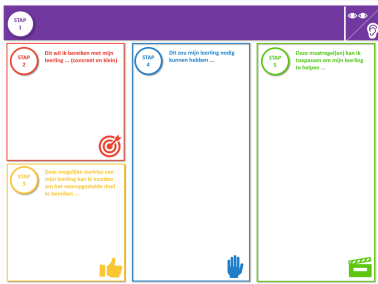 STAP
1
STAP
2
Dit wil ik bereiken met mijn
leerling ... (concreet en klein)
STAP
3
Deze mogelijke sterktes van
mijn leerling kan ik inzetten
om het vooropgestelde doel
te bereiken ...
STAP
4
Dit zou mijn leerling nodig
kunnen hebben ...
STAP
5
Deze maatregel(en) kan ik
toepassen om mijn leerling
te helpen ...